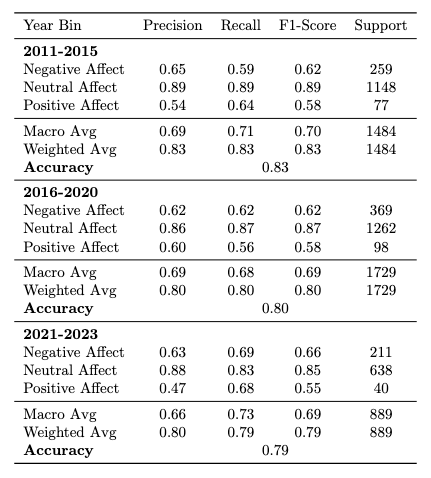 Year Bin Precision Recall F1-Score Support
2011-2015
Negative Affect 0.65 0.59 0.62 259
Neutral Affect 0.89 0.89 0.89 1148
Positive Affect 0.54 0.64 0.58 77
Macro Avg 0.69 0.71 0.70 1484
Weighted Avg 0.83 0.83 0.83 1484
Accuracy 0.83
2016-2020
Negative Affect 0.62 0.62 0.62 369
Neutral Affect 0.86 0.87 0.87 1262
Positive Affect 0.60 0.56 0.58 98
Macro Avg 0.69 0.68 0.69 1729
Weighted Avg 0.80 0.80 0.80 1729
Accuracy 0.80
2021-2023
Negative Affect 0.63 0.69 0.66 211
Neutral Affect 0.88 0.83 0.85 638
Positive Affect 0.47 0.68 0.55 40
Macro Avg 0.66 0.73 0.69 889
Weighted Avg 0.80 0.79 0.79 889
Accuracy 0.79